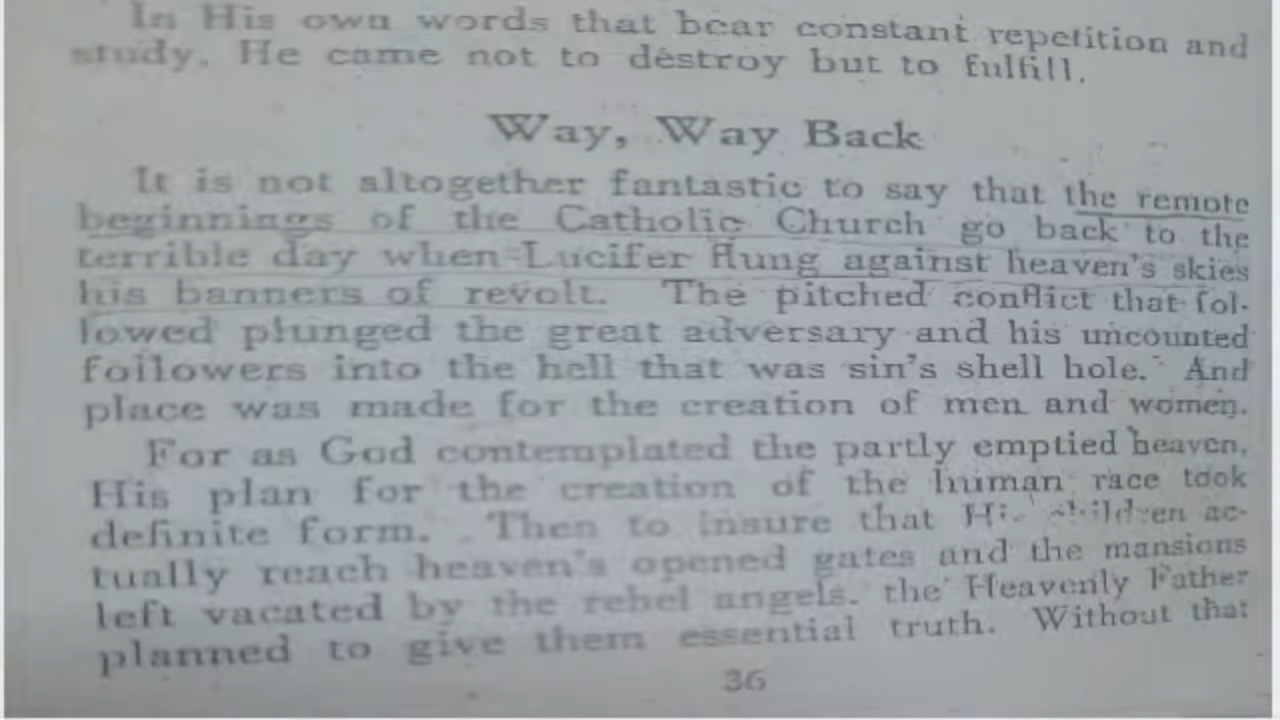 In His own words that bear constant repetition and
study. He came not to destroy but to fulfill.
Way, Way Back
It is not altogether fantastic to say that the remote
beginnings of the Catholic Church go back to the
terrible day when Lucifer flung against heaven's skies
his banners of revolt. The pitched conflict that fol-
lowed plunged the great adversary and his uncounted
followers into the hell that was sin's shell hole. And
place was made for the creation of men and women.
For as God contemplated the partly emptied heaven,
His plan for the creation of the human race took
definite form. Then to insure that His children ac-
tually reach heaven's opened gates and the mansions
left vacated by the rebel angels, the Heavenly Father
planned to give them essential truth. Without that
36